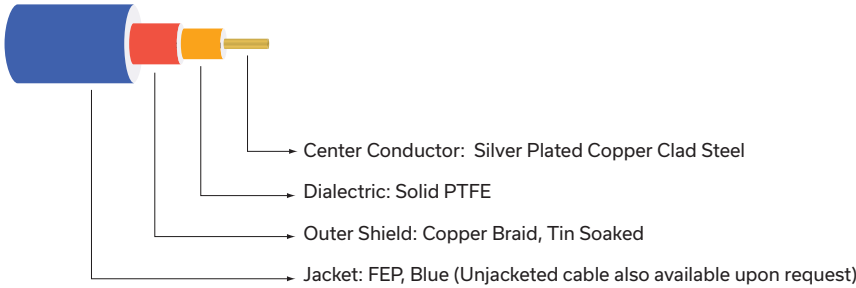 Center Conductor: Silver Plated Copper Clad Steel
Dialectric: Solid PTFE
Outer Shield: Copper Braid, Tin Soaked
Jacket: FEP, Blue (Unjacketed cable also available upon request)